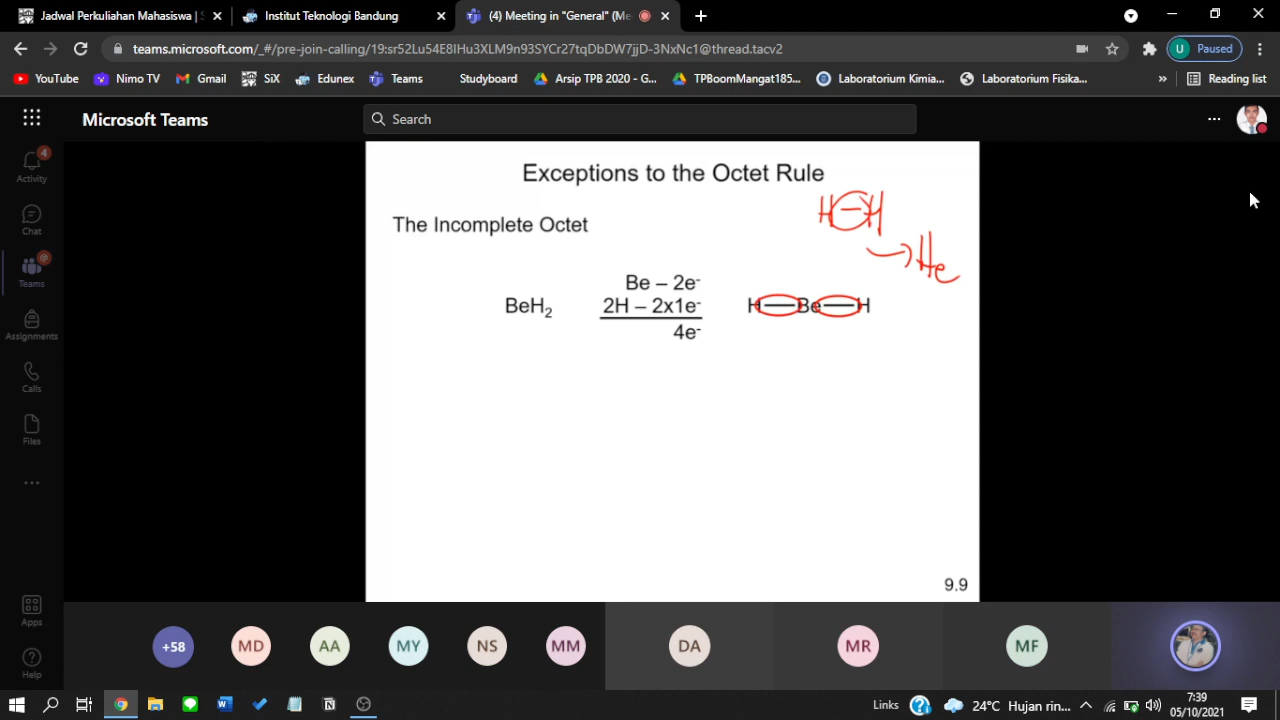 Jadwal Perkuliahan Mahasiswa |
Institut Teknologi Bandung
(4) Meeting in "General" (Me
teams.microsoft.com/_#/pre-join-calling/19:sr52Lu54E8IHu3XLM9n93SYCr27tqDbDW7jjD-3NxNc1@thread.tacv2
U Paused
YouTube Nimo TV Gmail SIX Edunex Teams Studyboard Arsip TPB 2020 - G... TPBcomMangat185... Laboratorium Kimia... Laboratorium Fisika... » Reading list
Microsoft Teams
Search
4
Activity
Chat
@
Teams
Assignments
Calls
Files
Apps
Help
Exceptions to the Octet Rule
H–H
→He
The Incomplete Octet
Be – 2e-
BeH2 2H – 2x1e- H—Be—H
4e-
9.9
+58 MD AA MY NS MM DA MR MF
Links 24°C Hujan rin...
7:39
05/10/2021